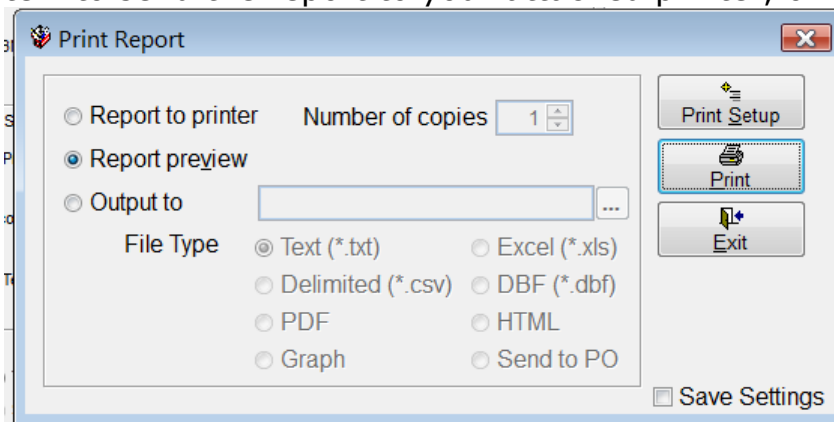 Print Report
Report to printer Number of copies 1
Print Setup
Report preview
Print
Output to ...
Exit
File Type Text (*.txt) Excel (*.xls)
Delimited (*.csv) DBF (*.dbf)
PDF HTML
Graph Send to PO
Save Settings